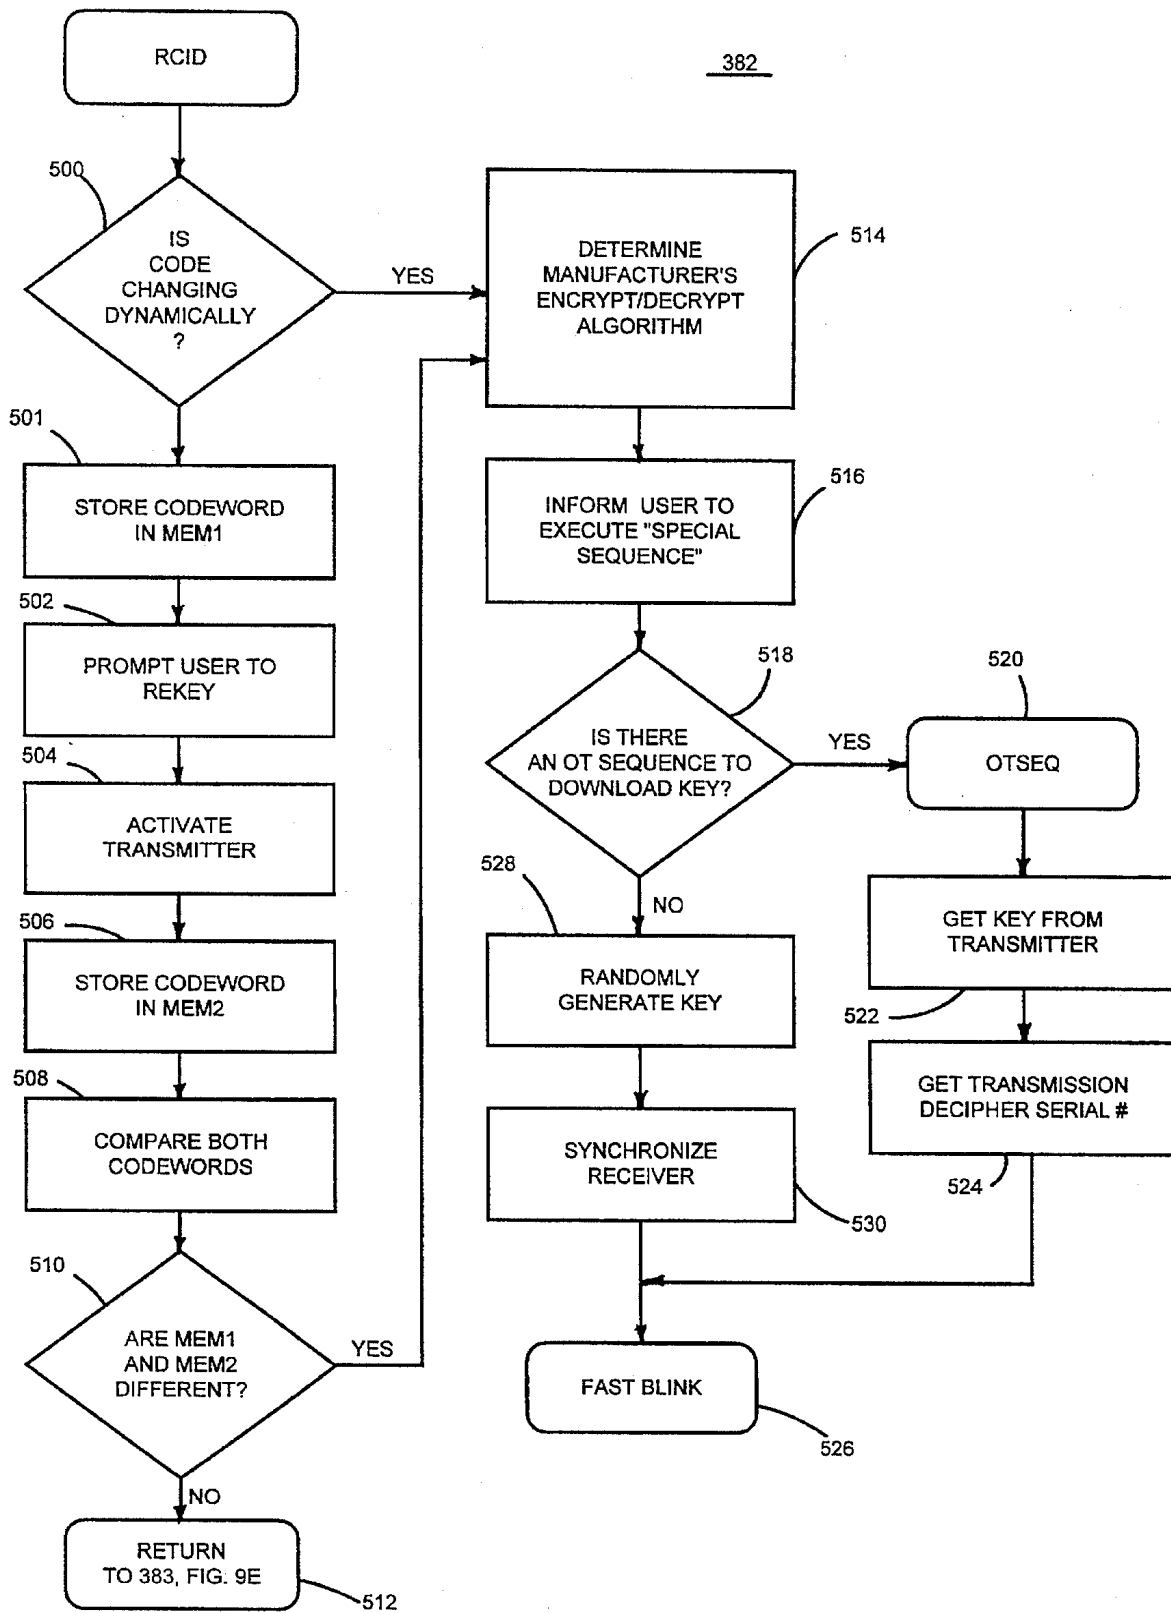 RCID
382
500
IS
CODE
CHANGING
DYNAMICALLY
?
YES
501
STORE CODEWORD
IN MEM1
502
PROMPT USER TO
REKEY
504
ACTIVATE
TRANSMITTER
506
STORE CODEWORD
IN MEM2
508
COMPARE BOTH
CODEWORDS
510
ARE MEM1
AND MEM2
DIFFERENT?
YES
NO
RETURN
TO 383, FIG. 9E
512
DETERMINE
MANUFACTURER'S
ENCRYPT/DECRYPT
ALGORITHM
514
INFORM USER TO
EXECUTE "SPECIAL
SEQUENCE"
516
IS THERE
AN OT SEQUENCE TO
DOWNLOAD KEY?
518
YES
NO
520
OTSEQ
GET KEY FROM
TRANSMITTER
522
GET TRANSMISSION
DECIPHER SERIAL #
524
528
RANDOMLY
GENERATE KEY
SYNCHRONIZE
RECEIVER
530
FAST BLINK
526